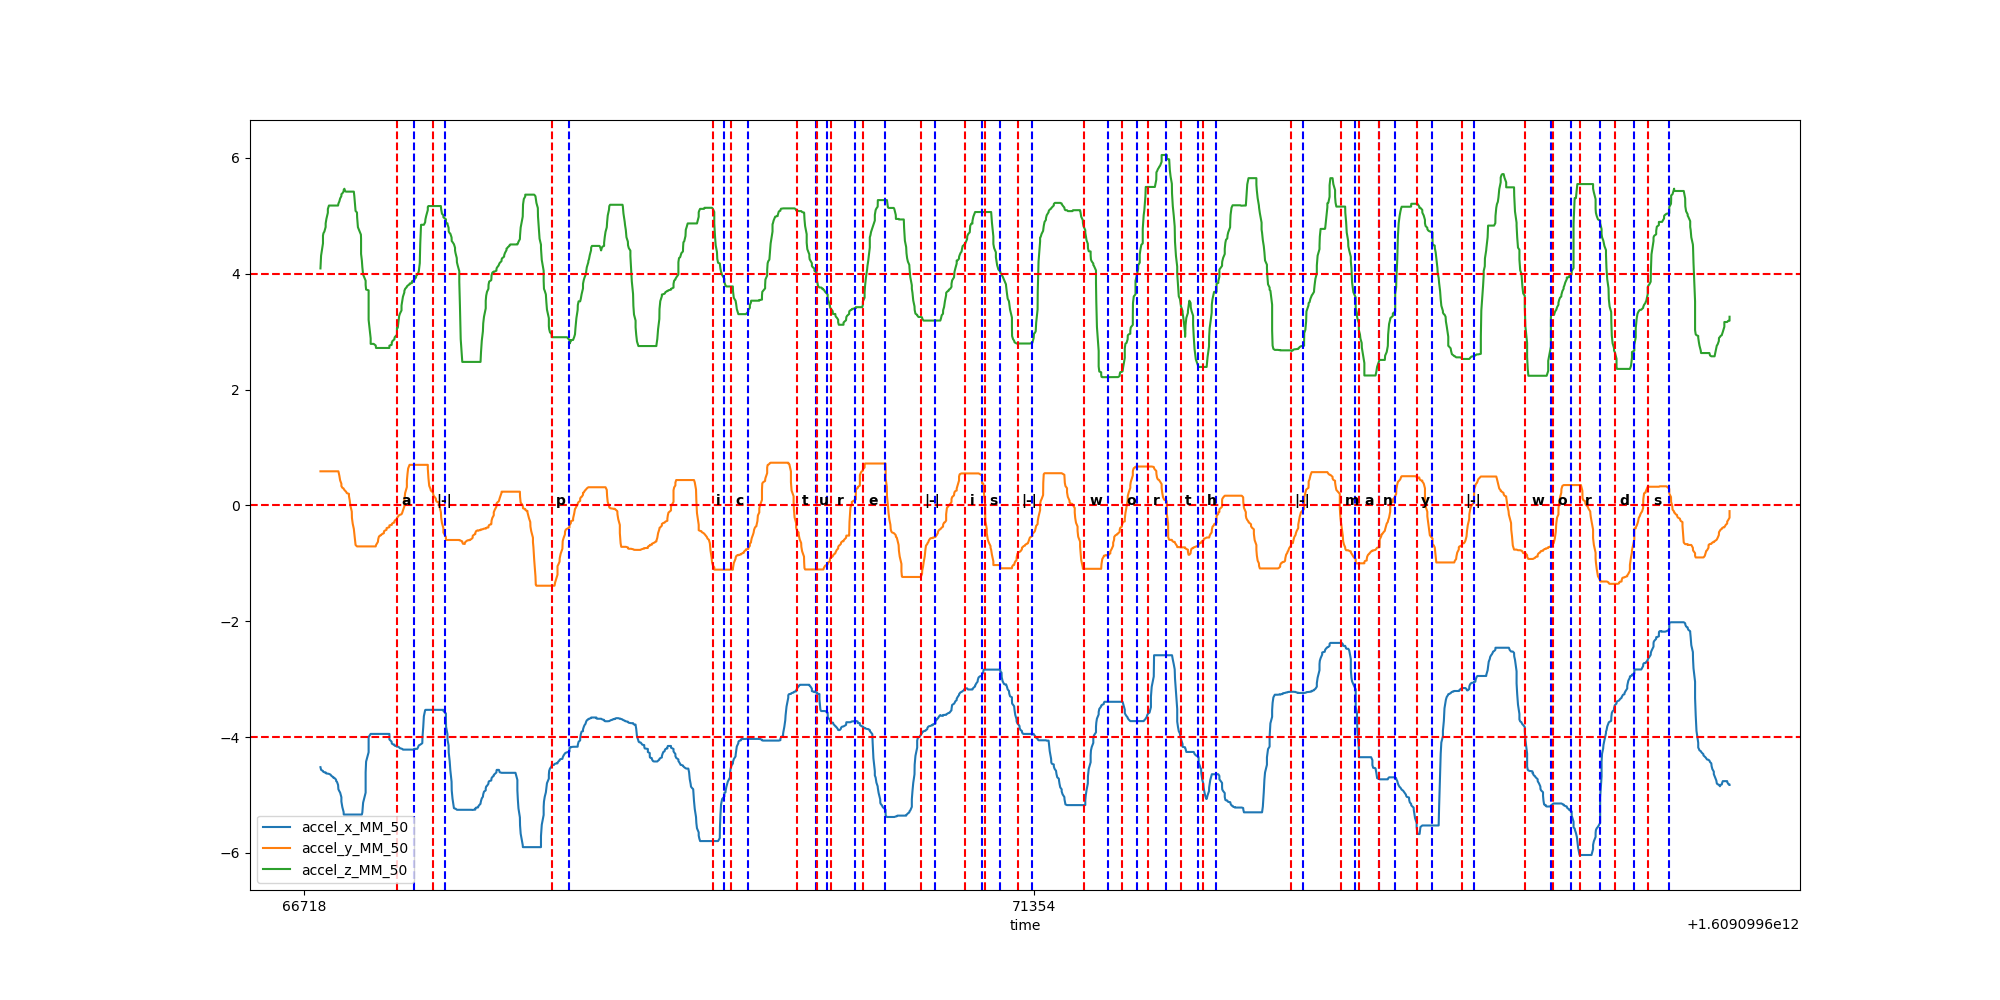 6
4
2
0
−2
−4
−6
a |-| p i c t u r e |-| i s |-| w o r t h |-| m a n y |-| w o r d s
accel_x_MM_50
accel_y_MM_50
accel_z_MM_50
66718 71354
time
+1.6090996e12